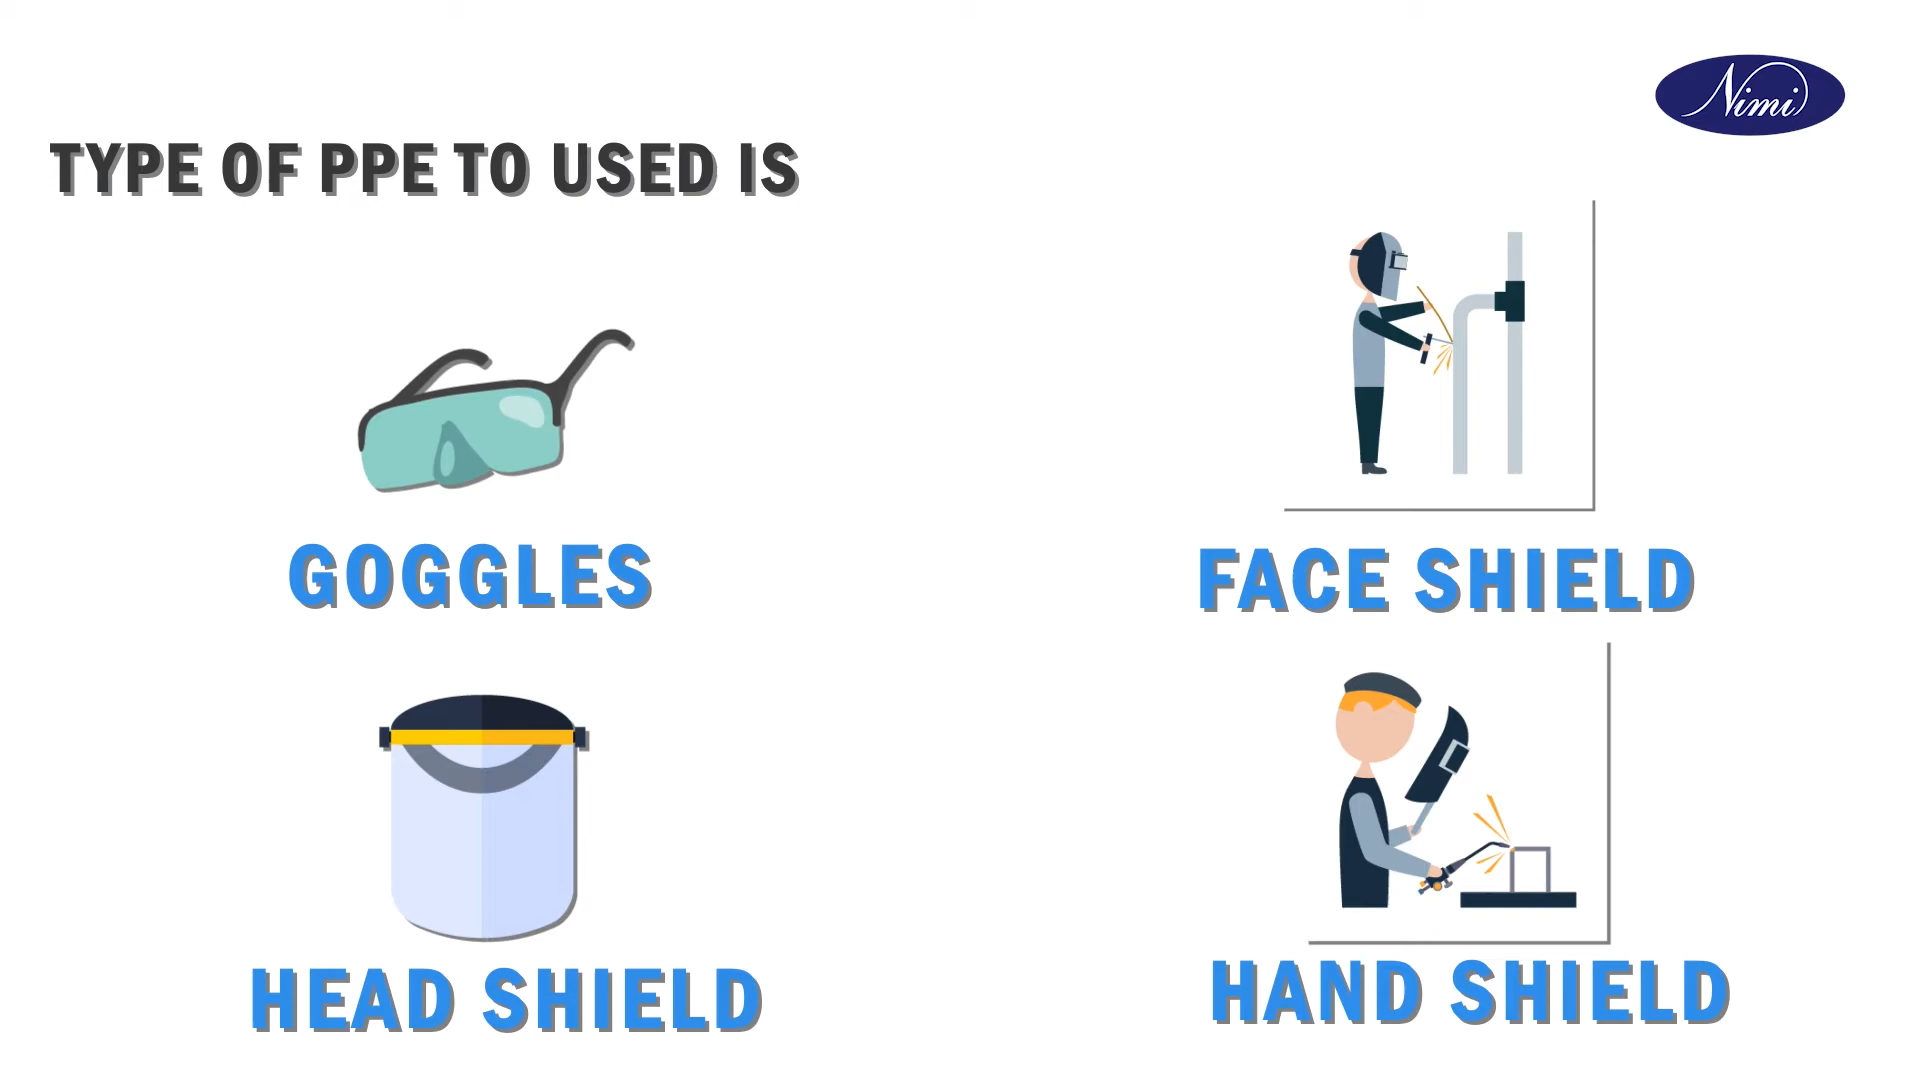 Nimi
TYPE OF PPE TO USED IS
GOGGLES
FACE SHIELD
HEAD SHIELD
HAND SHIELD